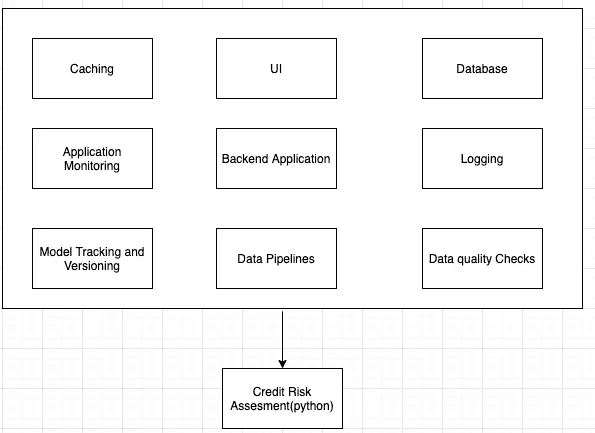 Caching
UI
Database
Application
Monitoring
Backend Application
Logging
Model Tracking and
Versioning
Data Pipelines
Data quality Checks
Credit Risk
Assesment(python)